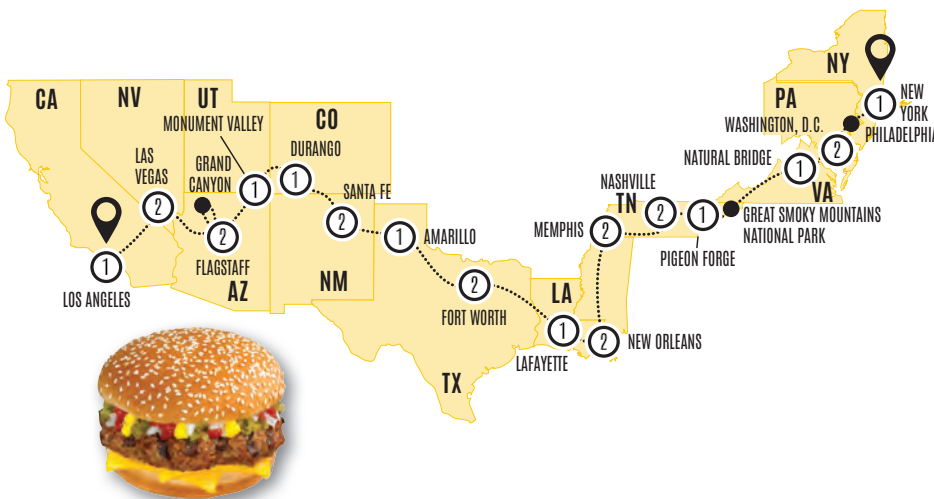 CA
NV
UT
MONUMENT VALLEY
CO
DURANGO
LAS
VEGAS
GRAND
CANYON
1
1
2
2
FLAGSTAFF
AZ
1
LOS ANGELES
SANTA FE
2
NM
1
AMARILLO
2
FORT WORTH
TX
LA
1
LAFAYETTE
2
NEW ORLEANS
MEMPHIS
2
NASHVILLE
TN
2
1
PIGEON FORGE
GREAT SMOKY MOUNTAINS
NATIONAL PARK
NATURAL BRIDGE
1
VA
WASHINGTON, D.C.
2
PA
PHILADELPHIA
NY
1
NEW
YORK